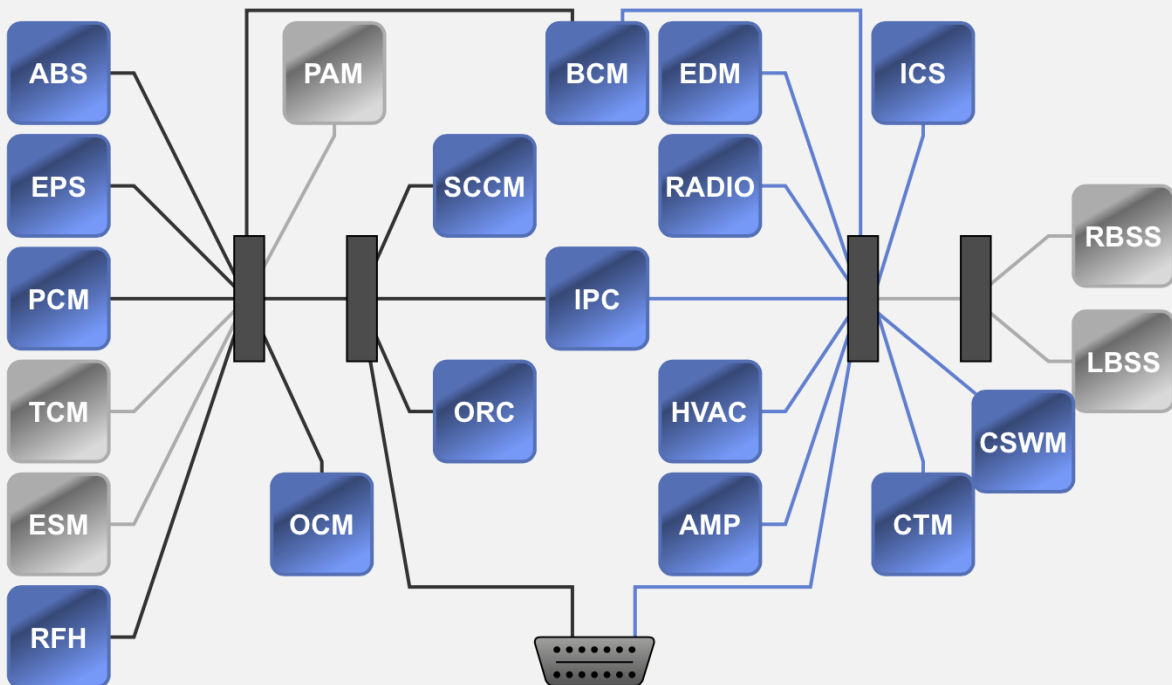 ABS
PAM
BCM
EDM
ICS
EPS
SCCM
RADIO
RBSS
PCM
IPC
LBSS
TCM
ORC
HVAC
CSWM
ESM
OCM
AMP
CTM
RFH